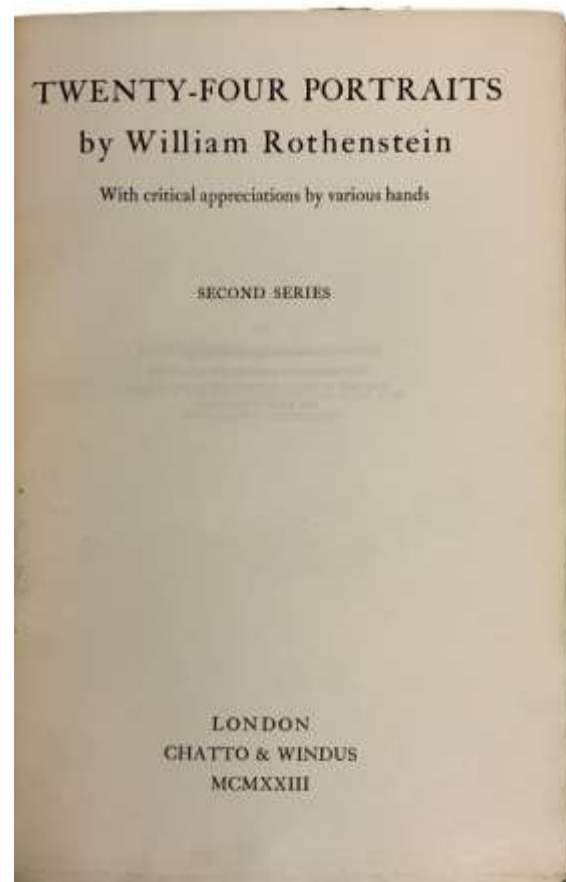 TWENTY-FOUR PORTRAITS
by William Rothenstein
With critical appreciations by various hands
SECOND SERIES
LONDON
CHATTO & WINDUS
MCMXXIII